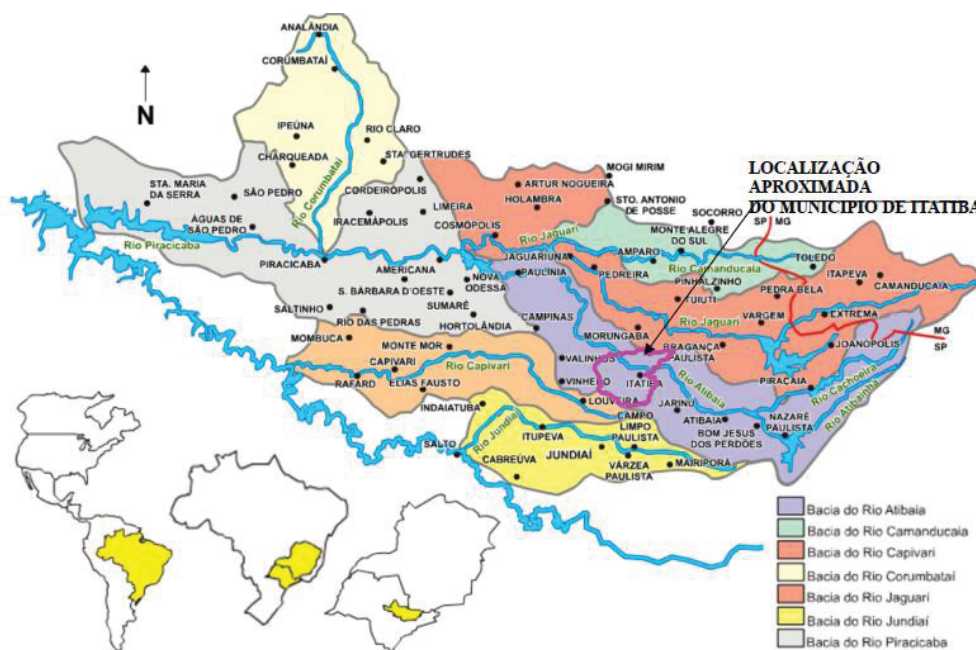 ANALÂNDIA
CORUMBATAÍ
N
IPEÚNA
RIO CLARO
CHARQUEADA
STA. GERTRUDES
Rio Corumbataí
CORDEIRÓPOLIS
STA. MARIA
DA SERRA
SÃO PEDRO
LIMEIRA
IRACEMÁPOLIS
ÁGUAS DE
SÃO PEDRO
Rio Piracicaba
PIRACICABA
COSMÓPOLIS
ARTUR NOGUEIRA
HOLAMBRA
MOGI MIRIM
STO. ANTONIO
DE POSSE
LOCALIZAÇÃO
APROXIMADA
DO MUNICIPIO DE ITATIBA
SOCORRO
SP
MG
MONTE ALEGRE
DO SUL
Rio Jaguari
AMPARO
TOLEDO
JAGUARIUNA
Rio Camanducaia
PAULÍNIA
PEDREIRA
PINHALZINHO
ITAPEVA
CAMANDUCAIA
PEDRA BELA
TUIUTI
AMERICANA
NOVA
ODESSA
S. BÁRBARA D'OESTE
SUMARÉ
SALTINHO
RIO DAS PEDRAS
HORTOLÂNDIA
CAMPINAS
MORUNGABA
Rio Jaguari
VARGEM
EXTREMA
MG
SP
MOMBUCA
MONTE MOR
VALINHOS
BRAGANÇA
PAULISTA
JOANÓPOLIS
CAPIVARI
Rio Capivari
RAFARD
ELIAS FAUSTO
VINHEDO
ITATIBA
Rio Atibaia
PIRACAIA
Rio Cachoeira
Rio Atibainha
LOUVEIRA
JARINU
INDAIATUBA
CAMPO
LIMPO
PAULISTA
ATIBAIA
NAZARÉ
PAULISTA
BOM JESUS
DOS PERDÕES
Rio Jundiaí
ITUPEVA
SALTO
JUNDIAÍ
CABREÚVA
VÁRZEA
PAULISTA
MAIRIPORÃ
Bacia do Rio Atibaia
Bacia do Rio Camanducaia
Bacia do Rio Capivari
Bacia do Rio Corumbataí
Bacia do Rio Jaguari
Bacia do Rio Jundiaí
Bacia do Rio Piracicaba